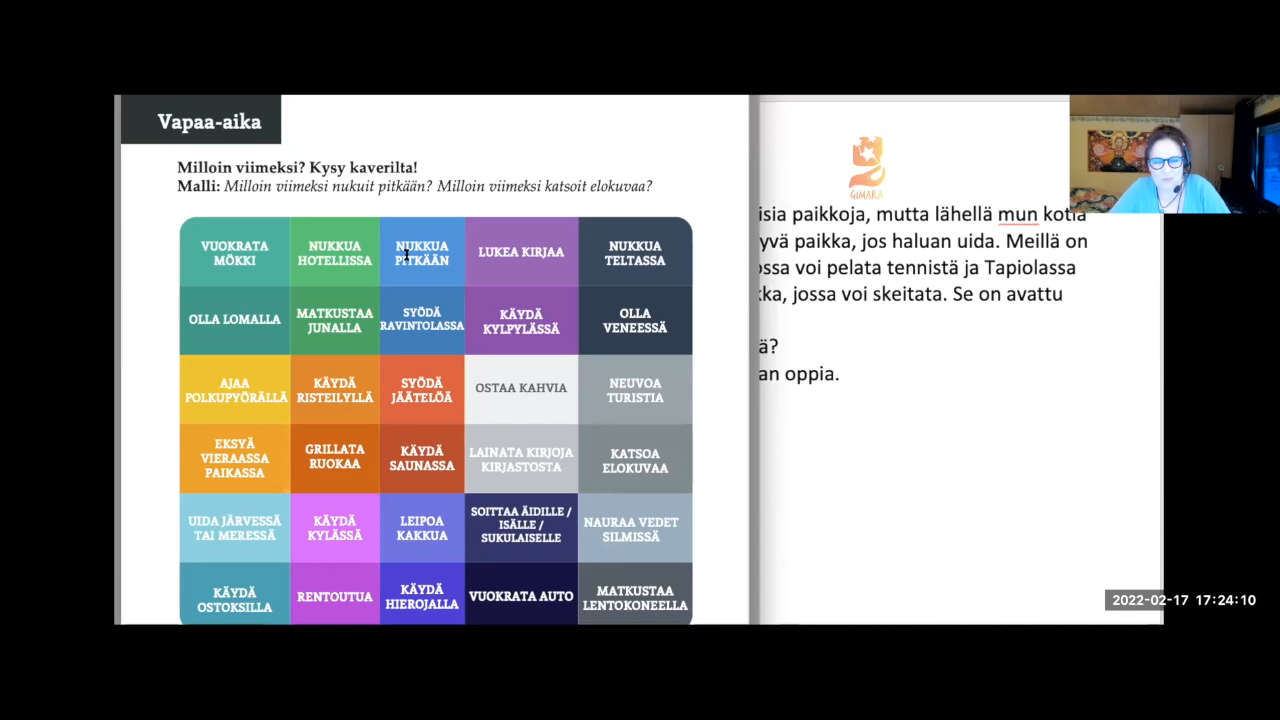 Vapaa-aika
Milloin viimeksi? Kysy kaverilta!
Malli: Milloin viimeksi nukuit pitkään? Milloin viimeksi katsoit elokuvaa?
VUOKRATA
MÖKKI
NUKKUA
HOTELLISSA
NUKKUA
PITKÄÄN
LUKEA KIRJAA
NUKKUA
TELTASSA
OLLA LOMALLA
MATKUSTAA
JUNALLA
SYÖDÄ
RAVINTOLASSA
KÄYDÄ
KYLPYLÄSSÄ
OLLA
VENEESSÄ
AJAA
POLKUPYÖRÄLLÄ
KÄYDÄ
RISTEILYLLÄ
SYÖDÄ
JÄÄTELÖÄ
OSTAA KAHVIA
NEUVOA
TURISTIA
EKSYÄ
VIERAASSA
PAIKASSA
GRILLATA
RUOKAA
KÄYDÄ
SAUNASSA
LAINATA KIRJOJA
KIRJASTOSTA
KATSOA
ELOKUVAA
UIDA JÄRVESSÄ
TAI MERESSÄ
KÄYDÄ
KYLÄSSÄ
LEIPOA
KAKKUA
SOITTAA ÄIDILLE /
ISÄLLE /
SUKULAISELLE
NAURAA VEDET
SILMISSÄ
KÄYDÄ
OSTOKSILLA
RENTOUTUA
KÄYDÄ
HIEROJALLA
VUOKRATA AUTO
MATKUSTAA
LENTOKONEELLA
GIMARA
isia paikkoja, mutta lähellä mun kotia
yvä paikka, jos haluan uida. Meillä on
ossa voi pelata tennistä ja Tapiolassa
kka, jossa voi skeitata. Se on avattu
ä?
an oppia.
2022-02-17 17:24:10